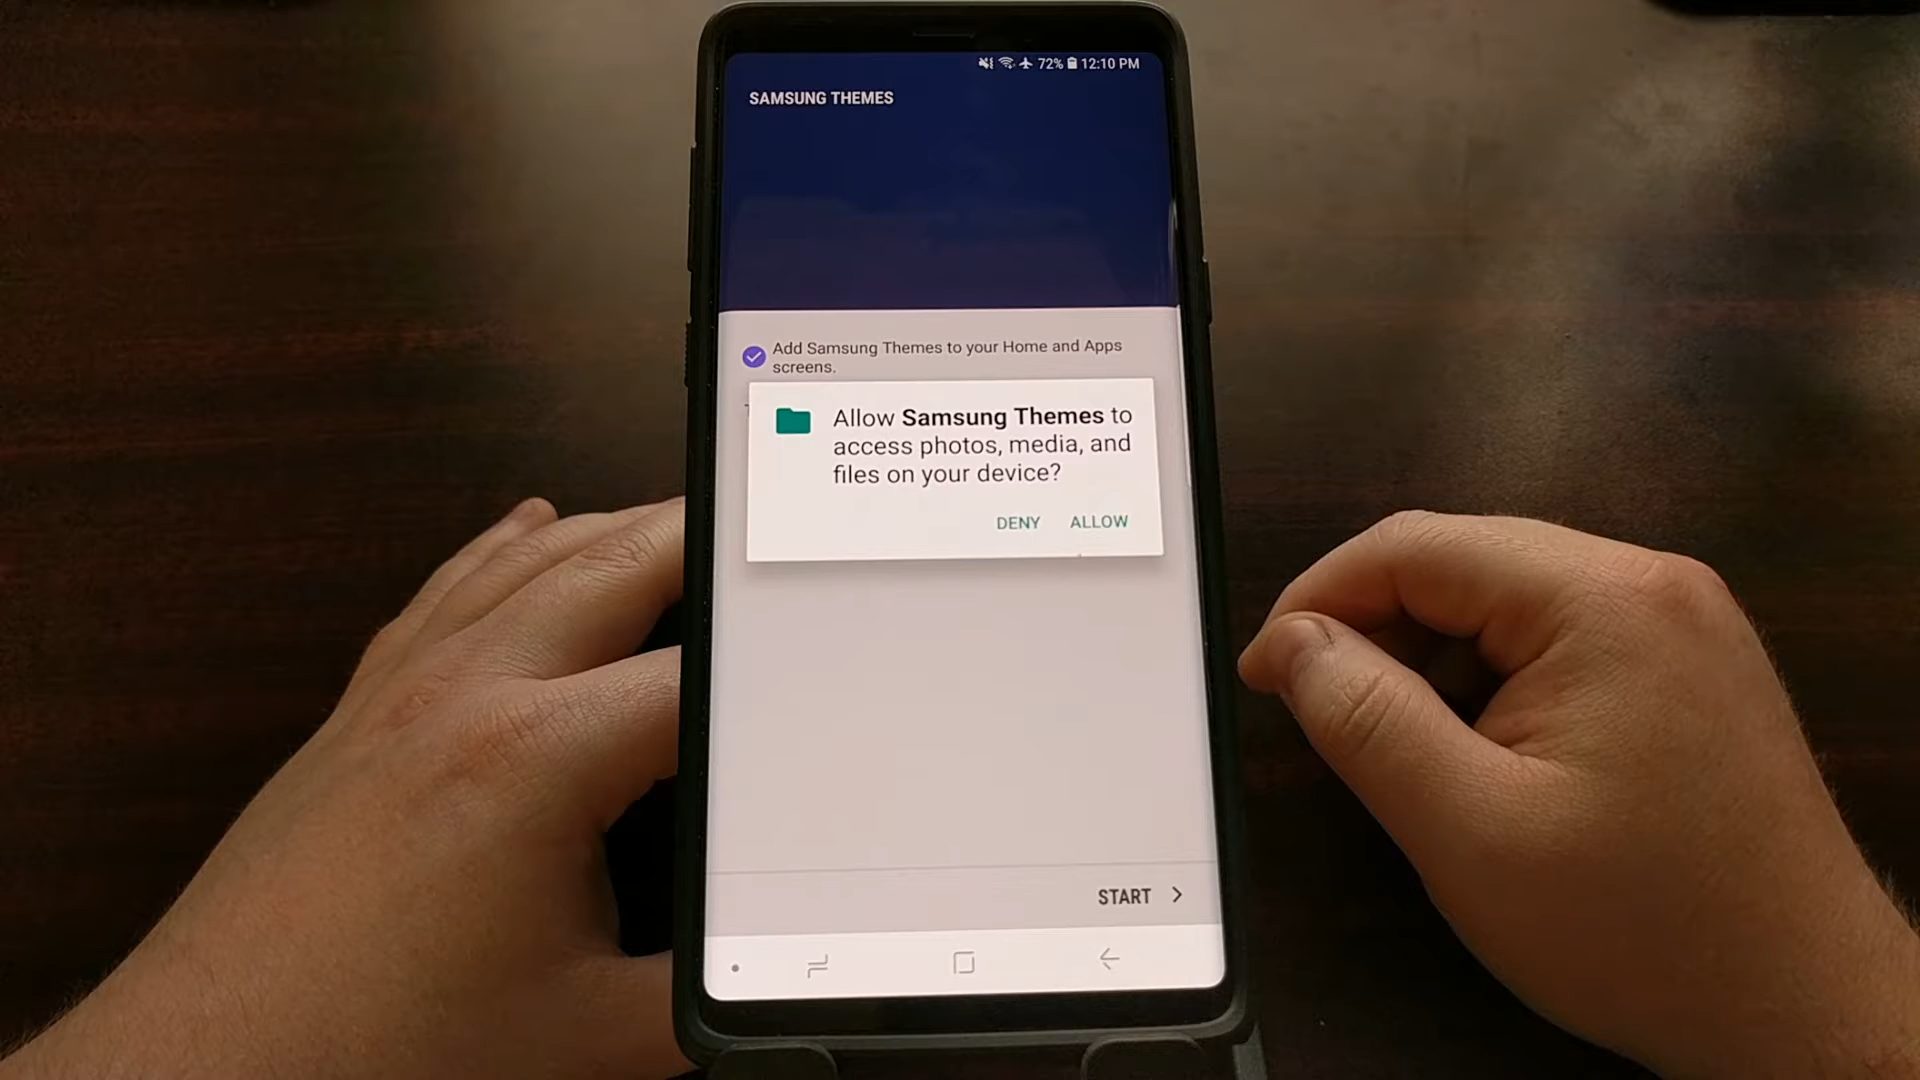 72% 12:10 PM
SAMSUNG THEMES
Add Samsung Themes to your Home and Apps
screens.
Allow Samsung Themes to
access photos, media, and
files on your device?
DENY ALLOW
START